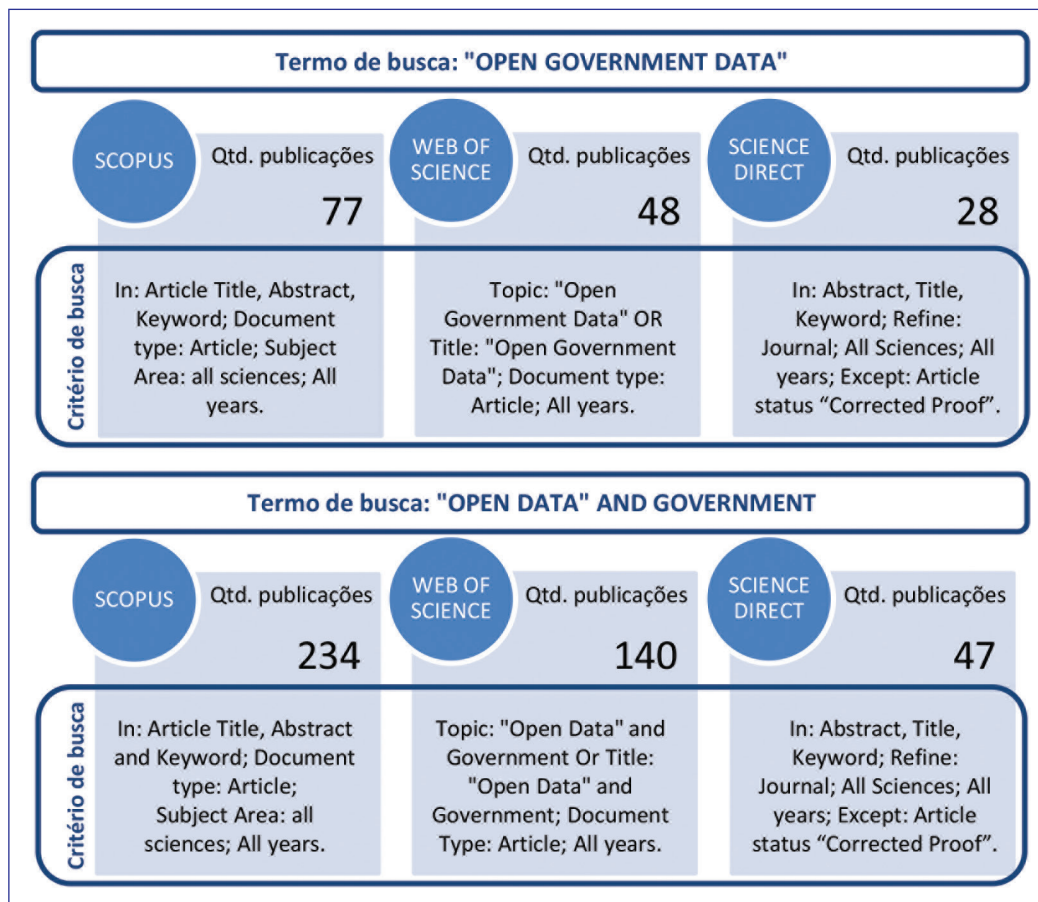 Termo de busca: "OPEN GOVERNMENT DATA"
SCOPUS
Qtd. publicações
77
WEB OF
SCIENCE
Qtd. publicações
48
SCIENCE
DIRECT
Qtd. publicações
28
Critério de busca
In: Article Title, Abstract,
Keyword; Document
type: Article; Subject
Area: all sciences; All
years.
Topic: "Open
Government Data" OR
Title: "Open Government
Data"; Document type:
Article; All years.
In: Abstract, Title,
Keyword; Refine:
Journal; All Sciences; All
years; Except: Article
status “Corrected Proof”.
Termo de busca: "OPEN DATA" AND GOVERNMENT
SCOPUS
Qtd. publicações
234
WEB OF
SCIENCE
Qtd. publicações
140
SCIENCE
DIRECT
Qtd. publicações
47
Critério de busca
In: Article Title, Abstract
and Keyword; Document
type: Article;
Subject Area: all
sciences; All years.
Topic: "Open Data" and
Government Or Title:
"Open Data" and
Government; Document
Type: Article; All years.
In: Abstract, Title,
Keyword; Refine:
Journal; All Sciences; All
years; Except: Article
status “Corrected Proof”.